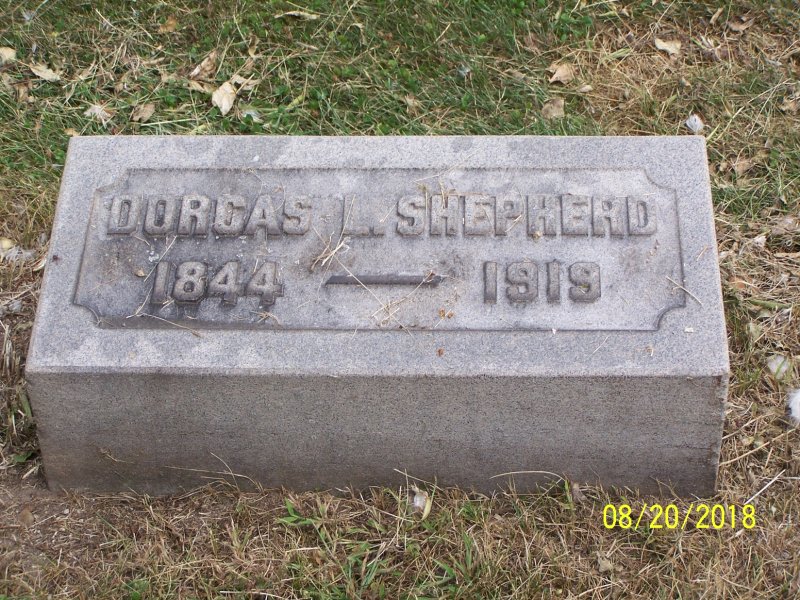 DORCAS L. SHEPHERD
1844 — 1919
08/20/2018